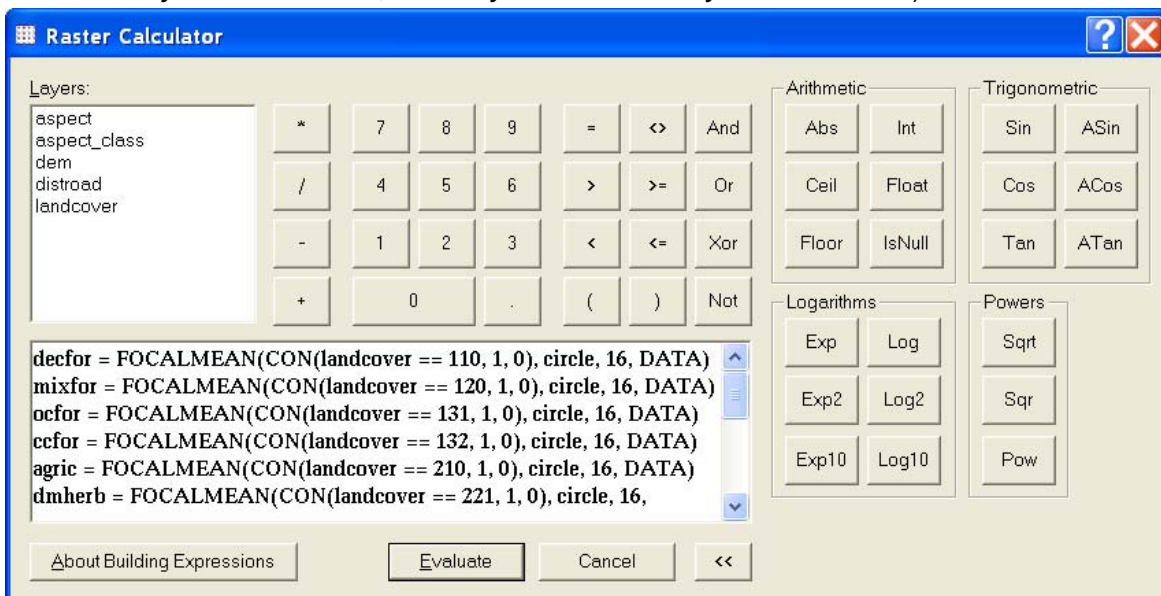 Raster Calculator
Layers:
aspect
aspect_class
dem
distroad
landcover
* 7 8 9 = <> And
/ 4 5 6 > >= Or
- 1 2 3 < <= Xor
+ 0 . ( ) Not
Arithmetic
Abs Int
Ceil Float
Floor IsNull
Trigonometric
Sin ASin
Cos ACos
Tan ATan
Logarithms
Exp Log
Exp2 Log2
Exp10 Log10
Powers
Sqrt
Sqr
Pow
decfor = FOCALMEAN(CON(landcover == 110, 1, 0), circle, 16, DATA)
mixfor = FOCALMEAN(CON(landcover == 120, 1, 0), circle, 16, DATA)
ocfor = FOCALMEAN(CON(landcover == 131, 1, 0), circle, 16, DATA)
ccfor = FOCALMEAN(CON(landcover == 132, 1, 0), circle, 16, DATA)
agric = FOCALMEAN(CON(landcover == 210, 1, 0), circle, 16, DATA)
dmherb = FOCALMEAN(CON(landcover == 221, 1, 0), circle, 16,
About Building Expressions Evaluate Cancel <<